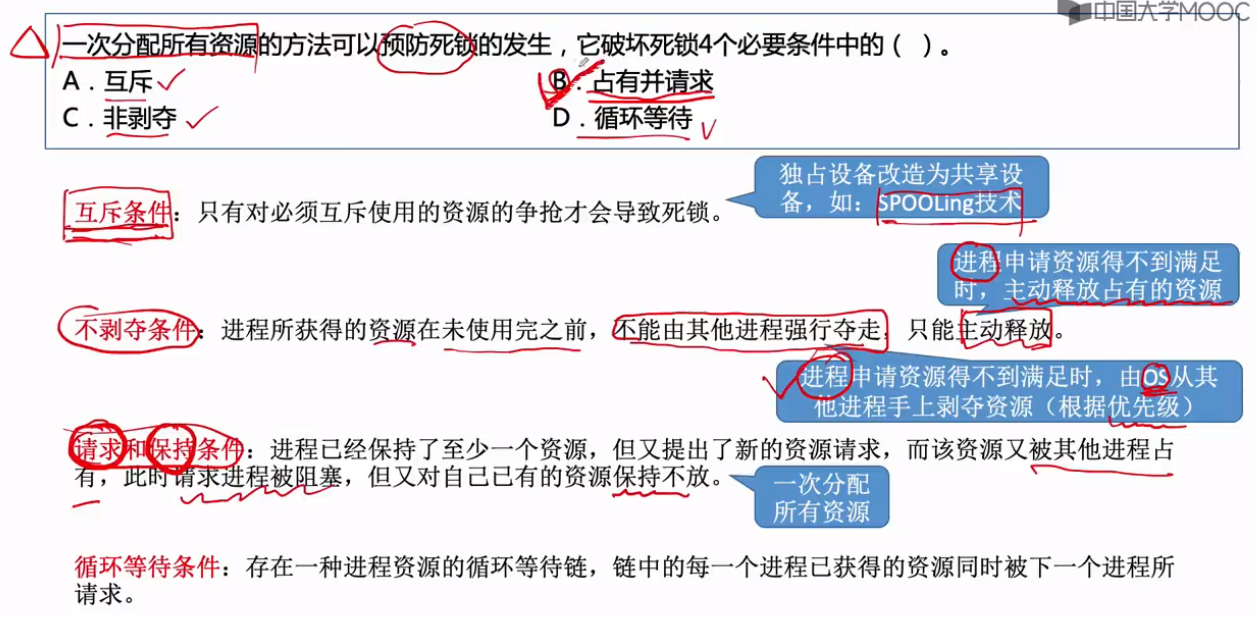 中国大学MOOC
一次分配所有资源的方法可以预防死锁的发生，它破坏死锁4个必要条件中的（ ）。
A．互斥
B．占有并请求
C．非剥夺
D．循环等待
独占设备改造为共享设
备，如：SPOOLing技术
互斥条件：只有对必须互斥使用的资源的争抢才会导致死锁。
进程申请资源得不到满足
时，主动释放占有的资源
不剥夺条件：进程所获得的资源在未使用完之前，不能由其他进程强行夺走，只能主动释放。
进程申请资源得不到满足时，由OS从其
他进程手上剥夺资源（根据优先级）
请求和保持条件：进程已经保持了至少一个资源，但又提出了新的资源请求，而该资源又被其他进程占
有，此时请求进程被阻塞，但又对自己已有的资源保持不放。
一次分配
所有资源
循环等待条件：存在一种进程资源的循环等待链，链中的每一个进程已获得的资源同时被下一个进程所
请求。